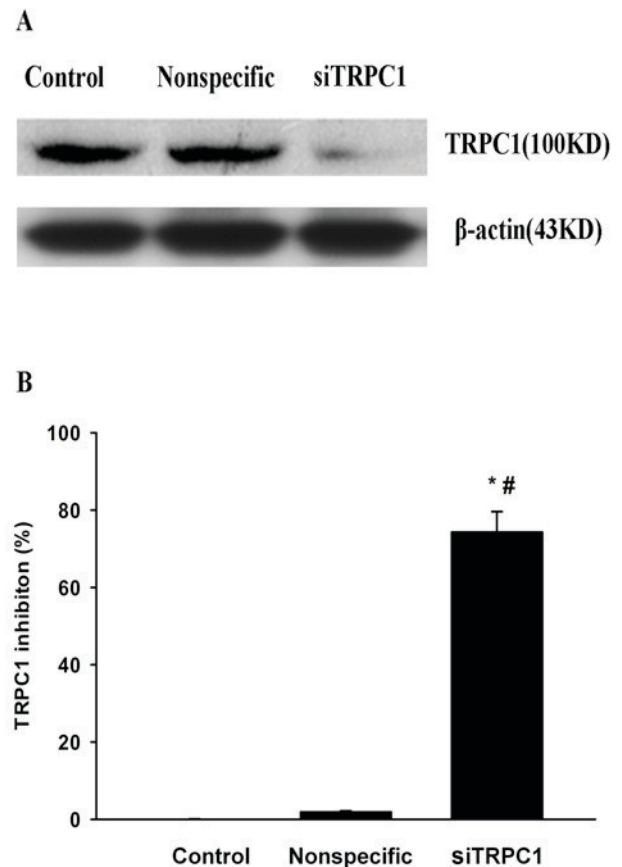 A
Control Nonspecific siTRPC1
TRPC1(100KD)
β-actin(43KD)
B
TRPC1 inhibiton (%)
100
80
60
40
20
0
* #
Control Nonspecific siTRPC1